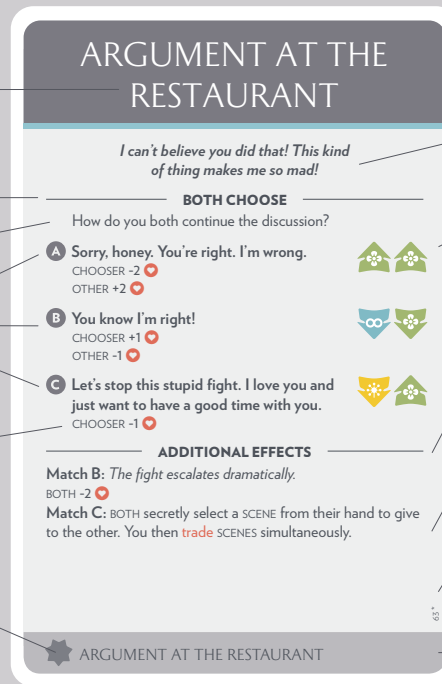 ARGUMENT AT THE
RESTAURANT
I can't believe you did that! This kind
of thing makes me so mad!
BOTH CHOOSE
How do you both continue the discussion?
A Sorry, honey. You're right. I'm wrong.
CHOOSER -2
OTHER +2
B You know I'm right!
CHOOSER +1
OTHER -1
C Let's stop this stupid fight. I love you and
just want to have a good time with you.
CHOOSER -1
ADDITIONAL EFFECTS
Match B: The fight escalates dramatically.
BOTH -2
Match C: BOTH secretly select a SCENE from their hand to give
to the other. You then trade SCENES simultaneously.
ARGUMENT AT THE RESTAURANT